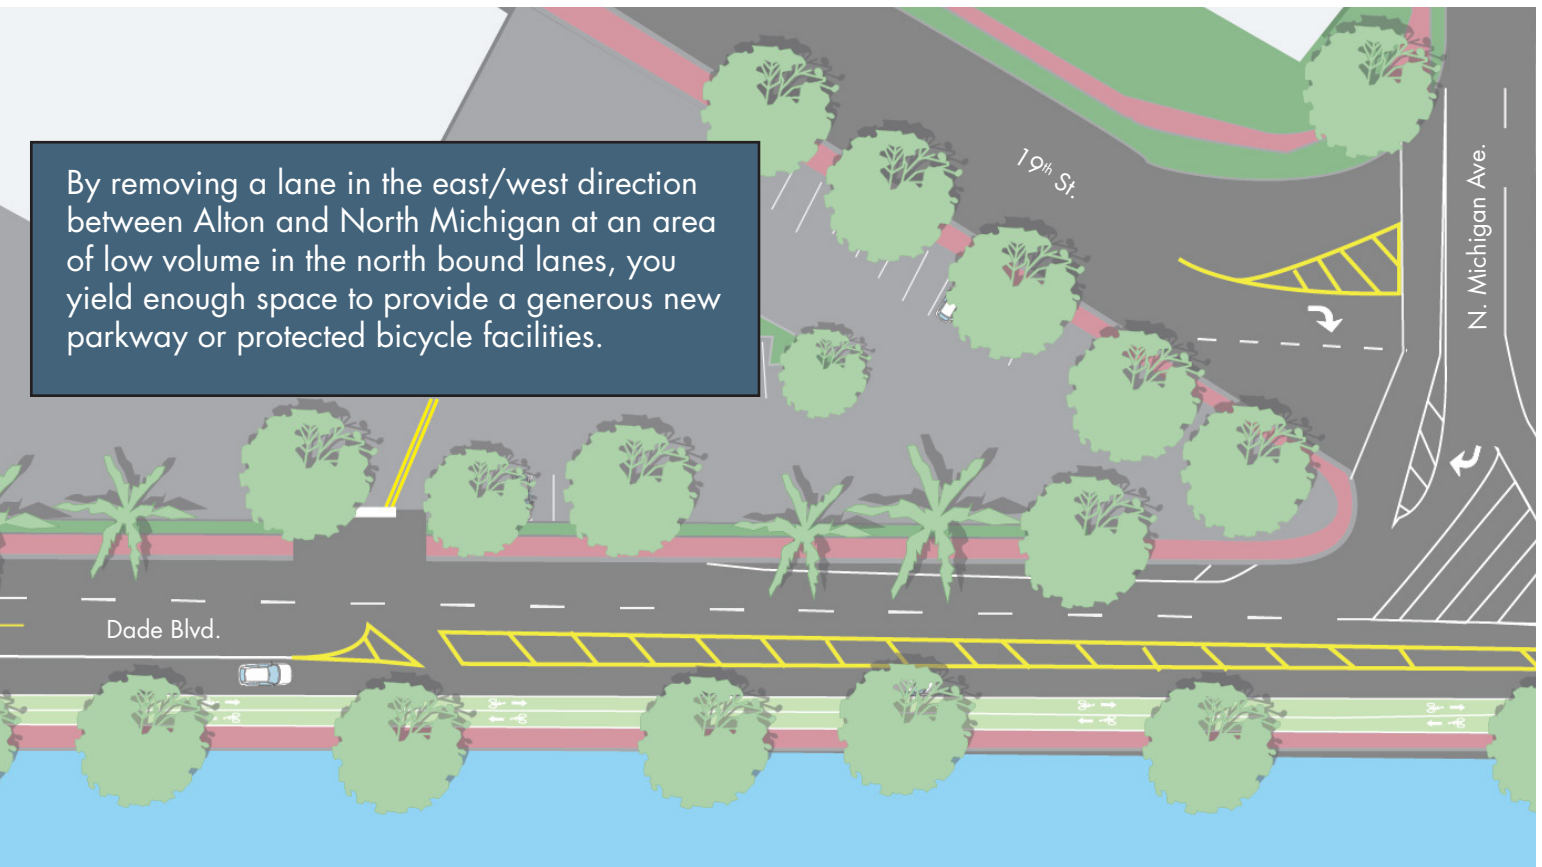 By removing a lane in the east/west direction
between Alton and North Michigan at an area
of low volume in the north bound lanes, you
yield enough space to provide a generous new
parkway or protected bicycle facilities.
19th St.
N. Michigan Ave.
Dade Blvd.